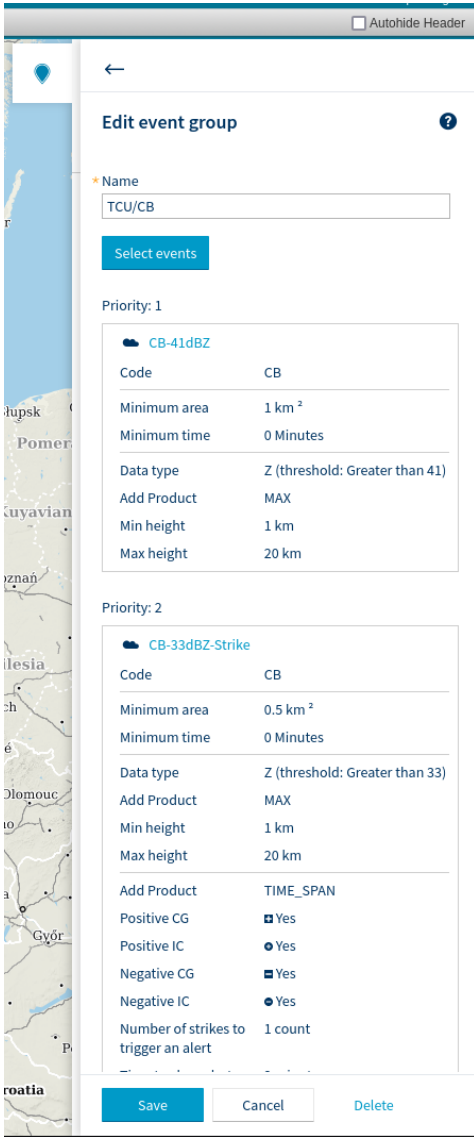 Autohide Header
Edit event group
* Name
TCU/CB
Select events
Priority: 1
CB-41dBZ
Code CB
Minimum area 1 km ²
Minimum time 0 Minutes
Data type Z (threshold: Greater than 41)
Add Product MAX
Min height 1 km
Max height 20 km
Priority: 2
CB-33dBZ-Strike
Code CB
Minimum area 0.5 km ²
Minimum time 0 Minutes
Data type Z (threshold: Greater than 33)
Add Product MAX
Min height 1 km
Max height 20 km
Add Product TIME_SPAN
Positive CG Yes
Positive IC Yes
Negative CG Yes
Negative IC Yes
Number of strikes to 1 count
trigger an alert
Save Cancel Delete
r
słupsk
Pomer
Kuyavian
oznań
ilesia
ch
é
Olomouc
no
a
Győr
P
roatia